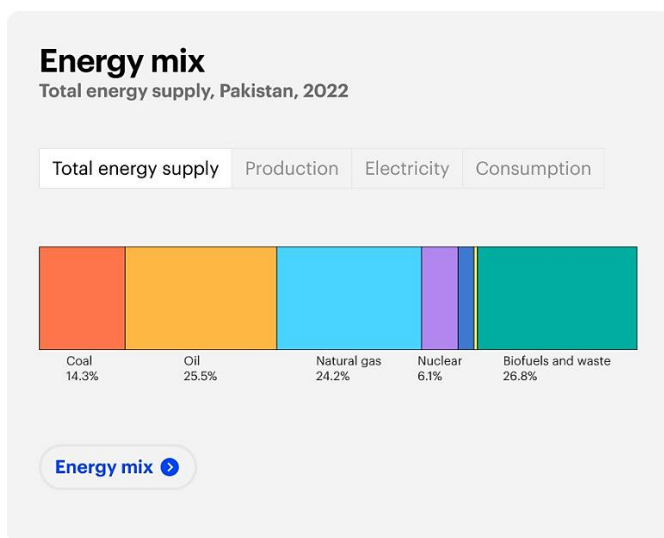 Energy mix
Total energy supply, Pakistan, 2022
Total energy supply Production Electricity Consumption
Coal Oil Natural gas Nuclear Biofuels and waste
14.3% 25.5% 24.2% 6.1% 26.8%
Energy mix